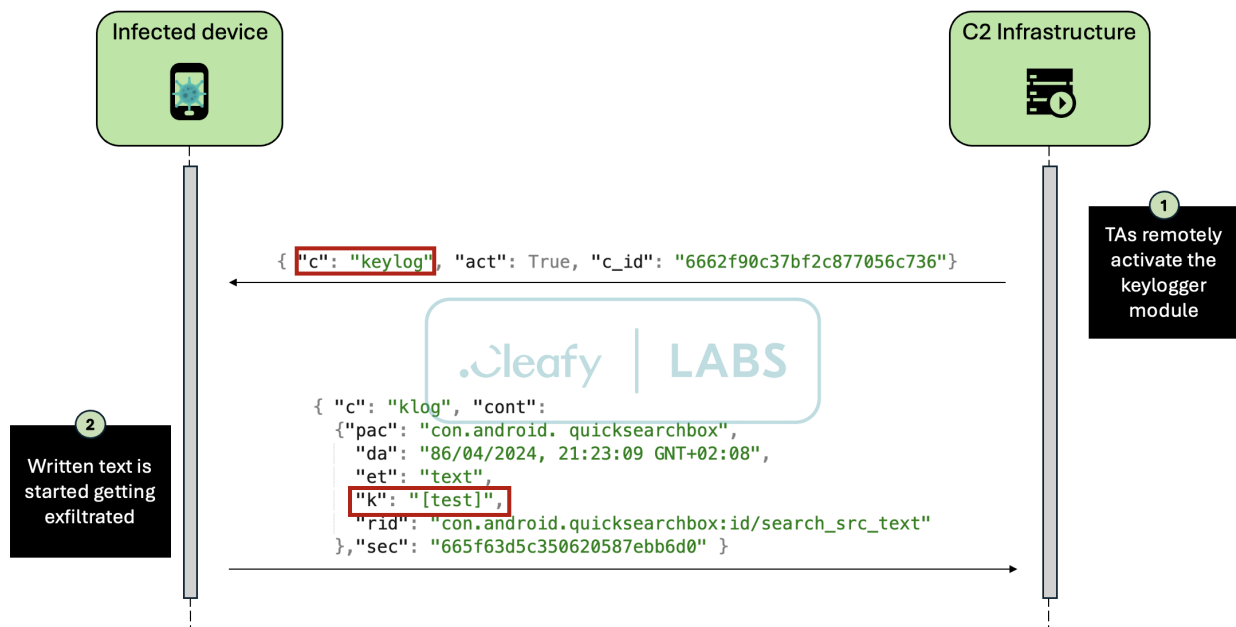 Infected device
C2 Infrastructure
1
TAs remotely
activate the
keylogger
module
{ "c": "keylog", "act": True, "c_id": "6662f90c37bf2c877056c736"}
.Cleafy | LABS
{ "c": "klog", "cont":
{"pac": "con.android. quicksearchbox",
"da": "86/04/2024, 21:23:09 GNT+02:08",
"et": "text",
"k": "[test]",
"rid": "con.android.quicksearchbox:id/search_src_text"
},"sec": "665f63d5c350620587ebb6d0" }
2
Written text is
started getting
exfiltrated